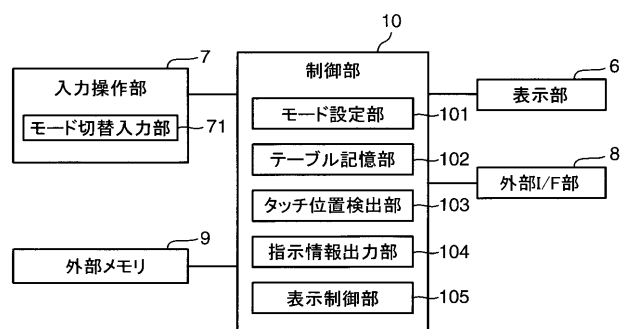 10
7
制御部
6
入力操作部
表示部
モード切替入力部
71
モード設定部
101
8
テーブル記憶部
102
外部I/F部
タッチ位置検出部
103
9
指示情報出力部
104
外部メモリ
表示制御部
105